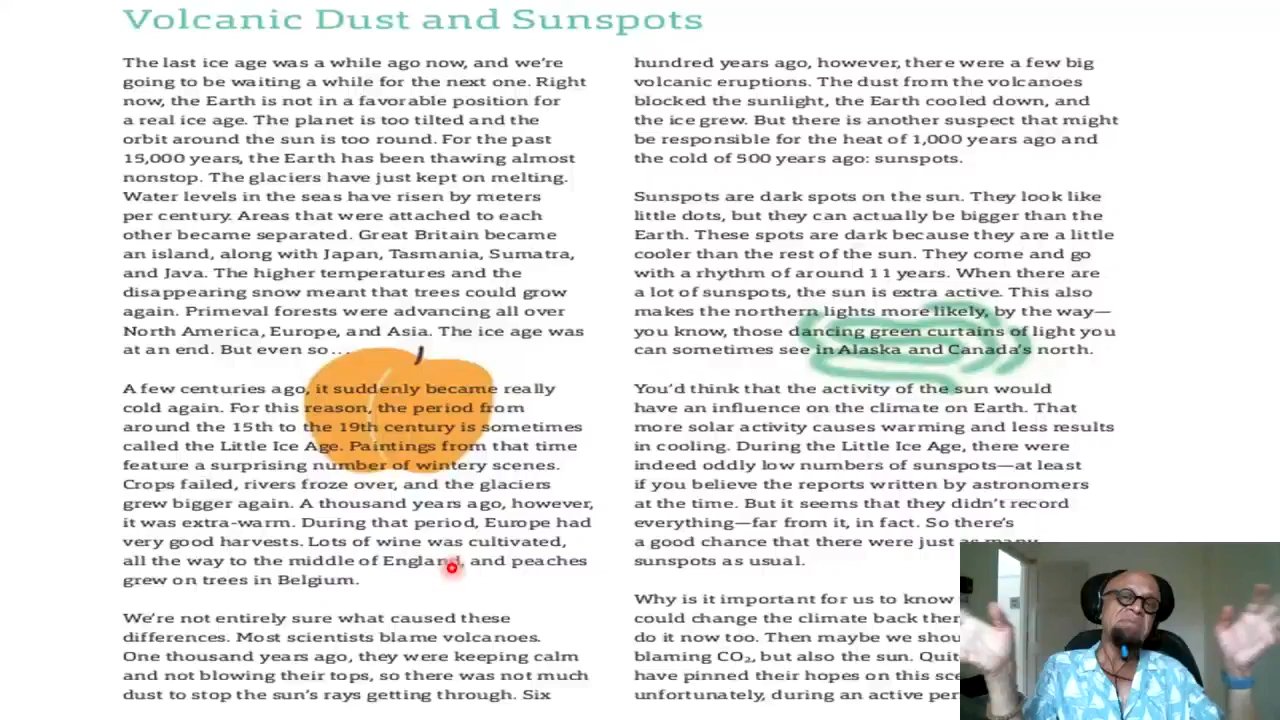 Volcanic Dust and Sunspots
The last ice age was a while ago now, and we're
going to be waiting a while for the next one. Right
now, the Earth is not in a favorable position for
a real ice age. The planet is too tilted and the
orbit around the sun is too round. For the past
15,000 years, the Earth has been thawing almost
nonstop. The glaciers have just kept on melting.
Water levels in the seas have risen by meters
per century. Areas that were attached to each
other became separated. Great Britain became
an island, along with Japan, Tasmania, Sumatra,
and Java. The higher temperatures and the
disappearing snow meant that trees could grow
again. Primeval forests were advancing all over
North America, Europe, and Asia. The ice age was
at an end. But even so...
A few centuries ago, it suddenly became really
cold again. For this reason, the period from
around the 15th to the 19th century is sometimes
called the Little Ice Age. Paintings from that time
feature a surprising number of wintery scenes.
Crops failed, rivers froze over, and the glaciers
grew bigger again. A thousand years ago, however,
it was extra-warm. During that period, Europe had
very good harvests. Lots of wine was cultivated,
all the way to the middle of England, and peaches
grew on trees in Belgium.
We're not entirely sure what caused these
differences. Most scientists blame volcanoes.
One thousand years ago, they were keeping calm
and not blowing their tops, so there was not much
dust to stop the sun's rays getting through. Six
hundred years ago, however, there were a few big
volcanic eruptions. The dust from the volcanoes
blocked the sunlight, the Earth cooled down, and
the ice grew. But there is another suspect that might
be responsible for the heat of 1,000 years ago and
the cold of 500 years ago: sunspots.
Sunspots are dark spots on the sun. They look like
little dots, but they can actually be bigger than the
Earth. These spots are dark because they are a little
cooler than the rest of the sun. They come and go
with a rhythm of around 11 years. When there are
a lot of sunspots, the sun is extra active. This also
makes the northern lights more likely, by the way—
you know, those dancing green curtains of light you
can sometimes see in Alaska and Canada's north.
You'd think that the activity of the sun would
have an influence on the climate on Earth. That
more solar activity causes warming and less results
in cooling. During the Little Ice Age, there were
indeed oddly low numbers of sunspots—at least
if you believe the reports written by astronomers
at the time. But it seems that they didn't record
everything—far from it, in fact. So there's
a good chance that there were just as many
sunspots as usual.
Why is it important for us to know
could change the climate back
do it now too. Then maybe we
blaming CO₂, but also the sun.
have pinned their hopes on this
unfortunately, during an active